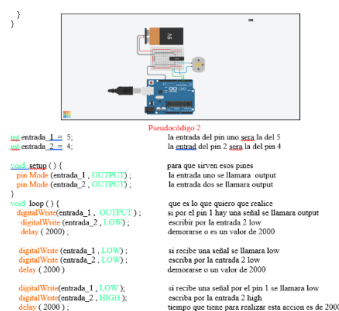 }
}
Pseudocódigo 2
int entrada_1 = 5; la entrada del pin uno sera la del 5
int entrada_2 = 4; la entrad del pin 2 sera la del pin 4
void setup ( ) { para que sirven esos pines
pin Mode (entrada_1 , OUTPUT) ; la entrada uno se llamara output
pin Mode (entrada_2 , OUTPUT) ; la entrada dos se llamara output
}
void loop ( ) { que es lo que quiero que realice
digitalWrite(entrada_1 , OUTPUT ) ; si por el pin 1 hay una señal se llamara output
digitalWrite (entrada_2 , LOW) ; escribir por la entrada 2 low
delay ( 2000) ; demorarse o es un valor de 2000
digitalWrite (entrada_1 , LOW) ; si recibe una señal se llamara low
digitalWrite (entrada_2 , LOW) ; escriba por la entrada 2 low
delay ( 2000 ) demorarse o un valor de 2000
digitalWrite(entrada_1 , LOW ); si recibe una señal por el pin 1 se llama low
digitalWrite (entrada_2 , HIGH ); escriba por la entrada 2 high
delay ( 2000 ) ; tiempo que tiene para realizar esta accion es de 2000